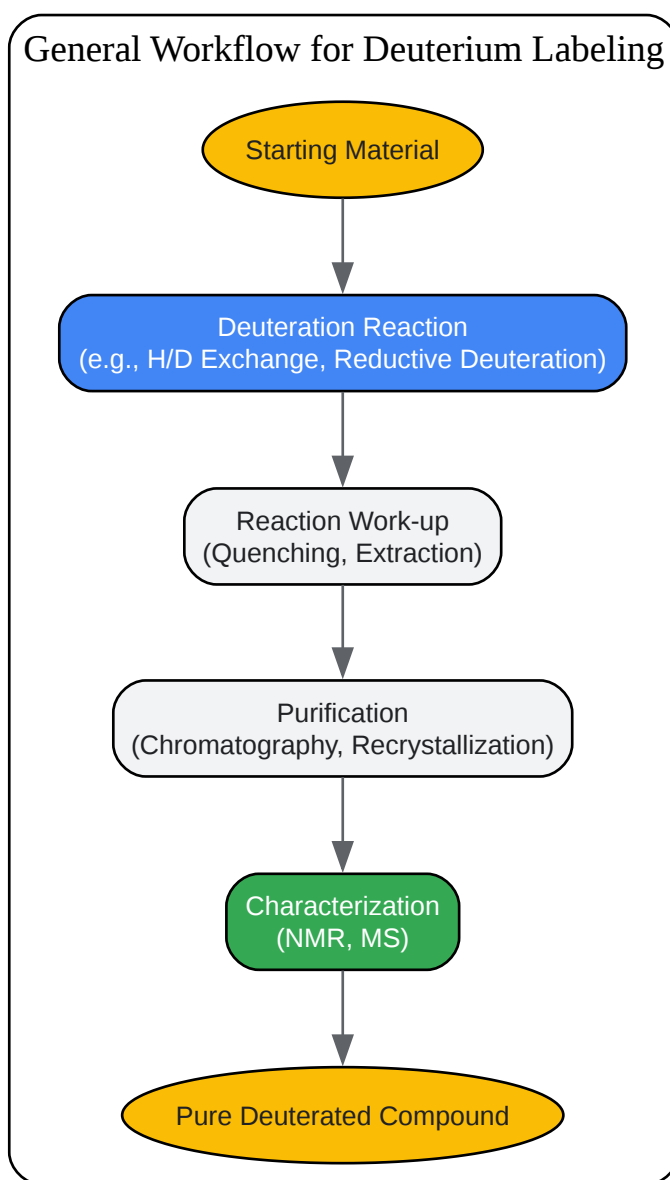 General Workflow for Deuterium Labeling
Starting Material
Deuteration Reaction
(e.g., H/D Exchange, Reductive Deuteration)
Reaction Work-up
(Quenching, Extraction)
Purification
(Chromatography, Recrystallization)
Characterization
(NMR, MS)
Pure Deuterated Compound